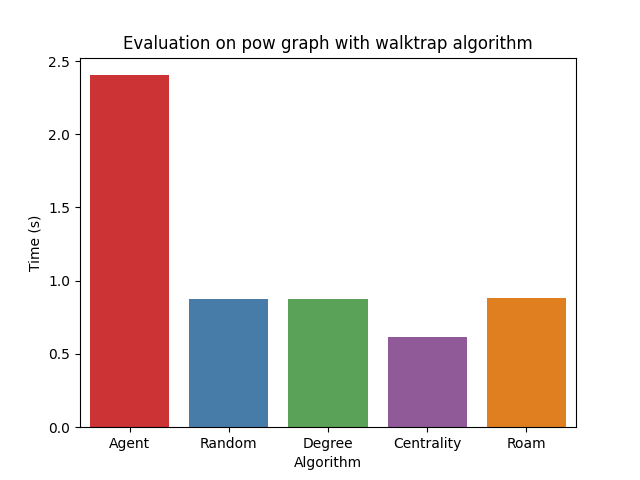 Evaluation on pow graph with walktrap algorithm
2.5
2.0
1.5
1.0
0.5
0.0
Time (s)
Agent Random Degree Centrality Roam
Algorithm